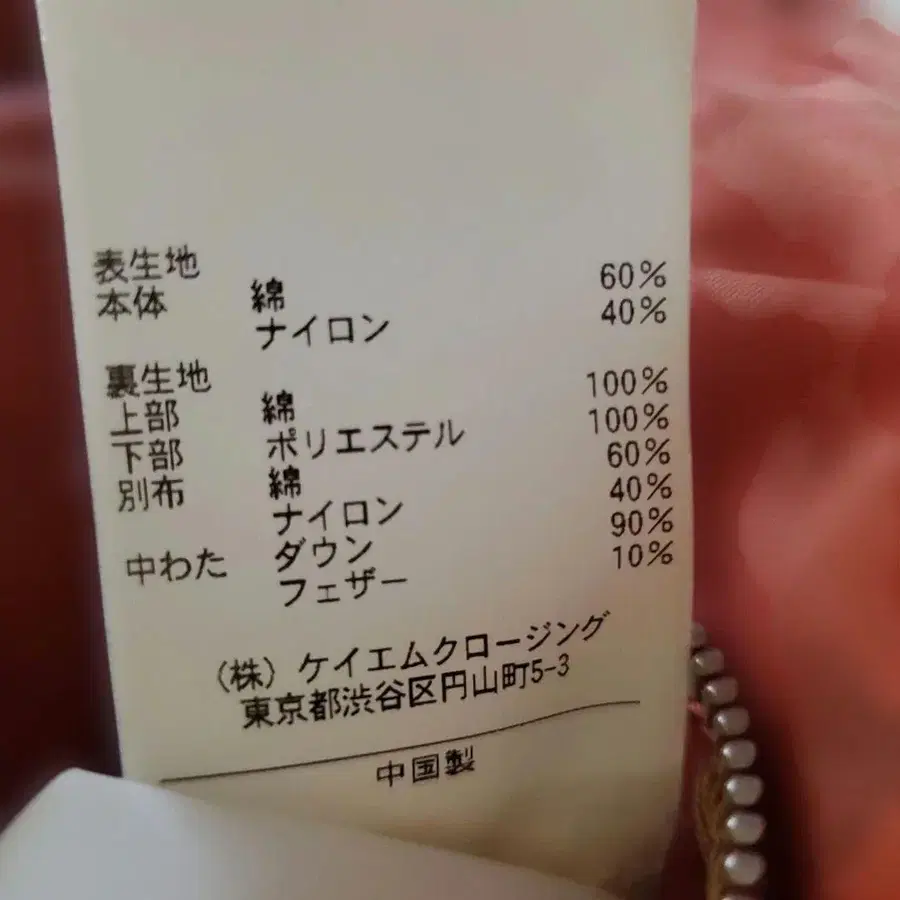 表生地
本体 綿 60%
ナイロン 40%
裏生地
上部 綿 100%
下部 ポリエステル 100%
別布 綿 60%
ナイロン 40%
中わた ダウン 90%
フェザー 10%
（株）ケイエムクロージング
東京都渋谷区円山町5-3
中国製